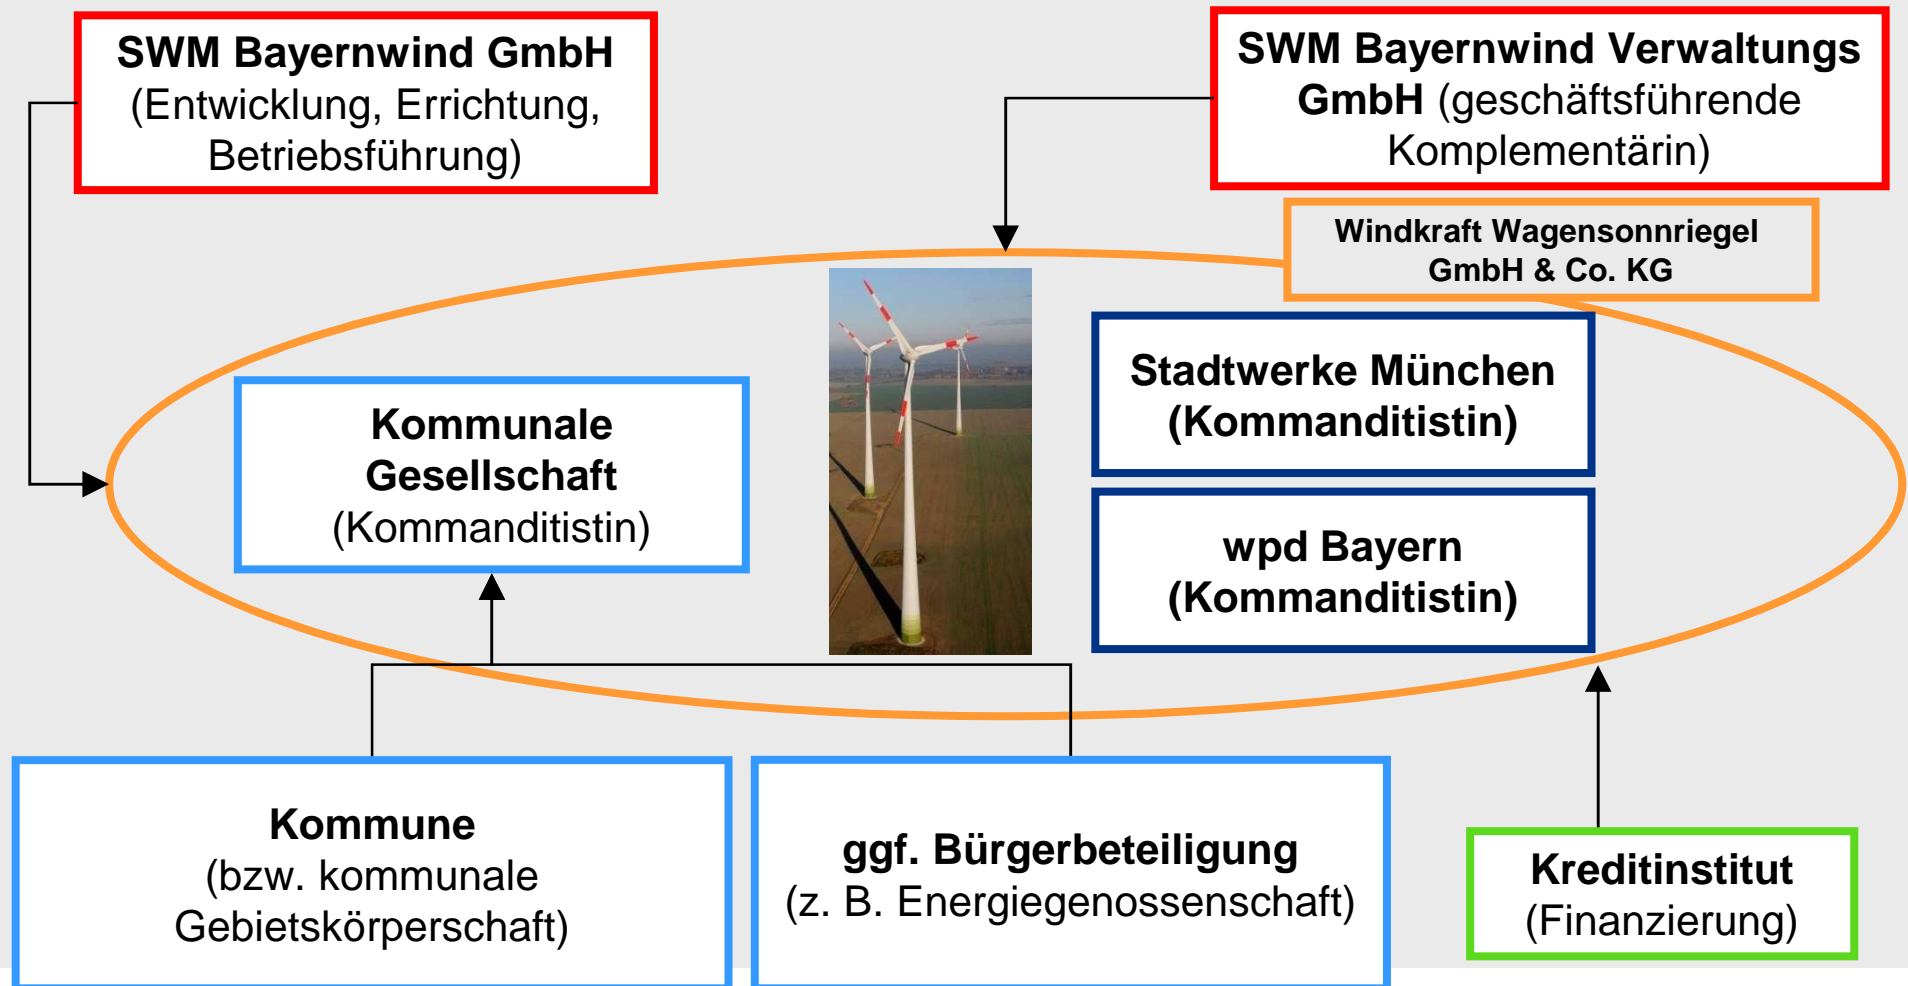 SWM Bayernwind GmbH
(Entwicklung, Errichtung,
Betriebsführung)
SWM Bayernwind Verwaltungs
GmbH (geschäftsführende
Komplementärin)
Windkraft Wagensonnriegel
GmbH & Co. KG
Kommunale
Gesellschaft
(Kommanditistin)
Stadtwerke München
(Kommanditistin)
wpd Bayern
(Kommanditistin)
Kommune
(bzw. kommunale
Gebietskörperschaft)
ggf. Bürgerbeteiligung
(z. B. Energiegenossenschaft)
Kreditinstitut
(Finanzierung)